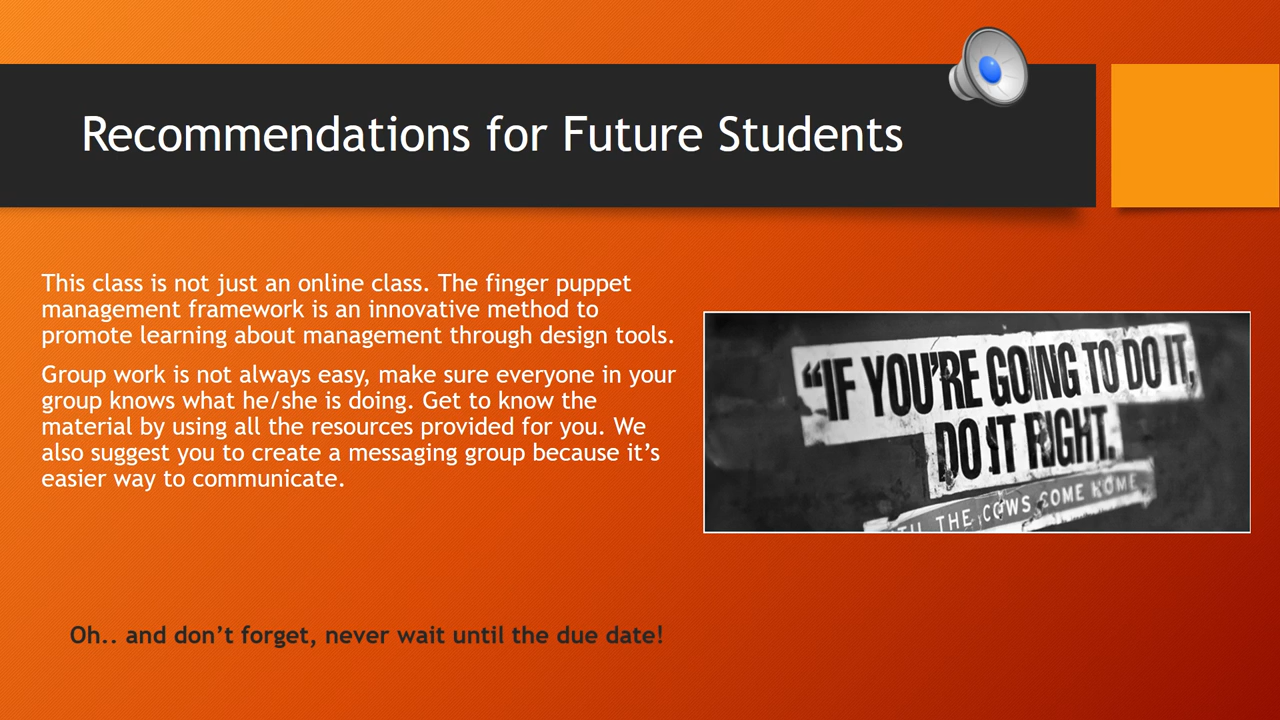 Recommendations for Future Students
This class is not just an online class. The finger puppet
management framework is an innovative method to
promote learning about management through design tools.
Group work is not always easy, make sure everyone in your
group knows what he/she is doing. Get to know the
material by using all the resources provided for you. We
also suggest you to create a messaging group because it’s
easier way to communicate.
“IF YOU’RE GOING TO DO IT,
DO IT RIGHT.
THE COWS COME HOME
Oh.. and don’t forget, never wait until the due date!